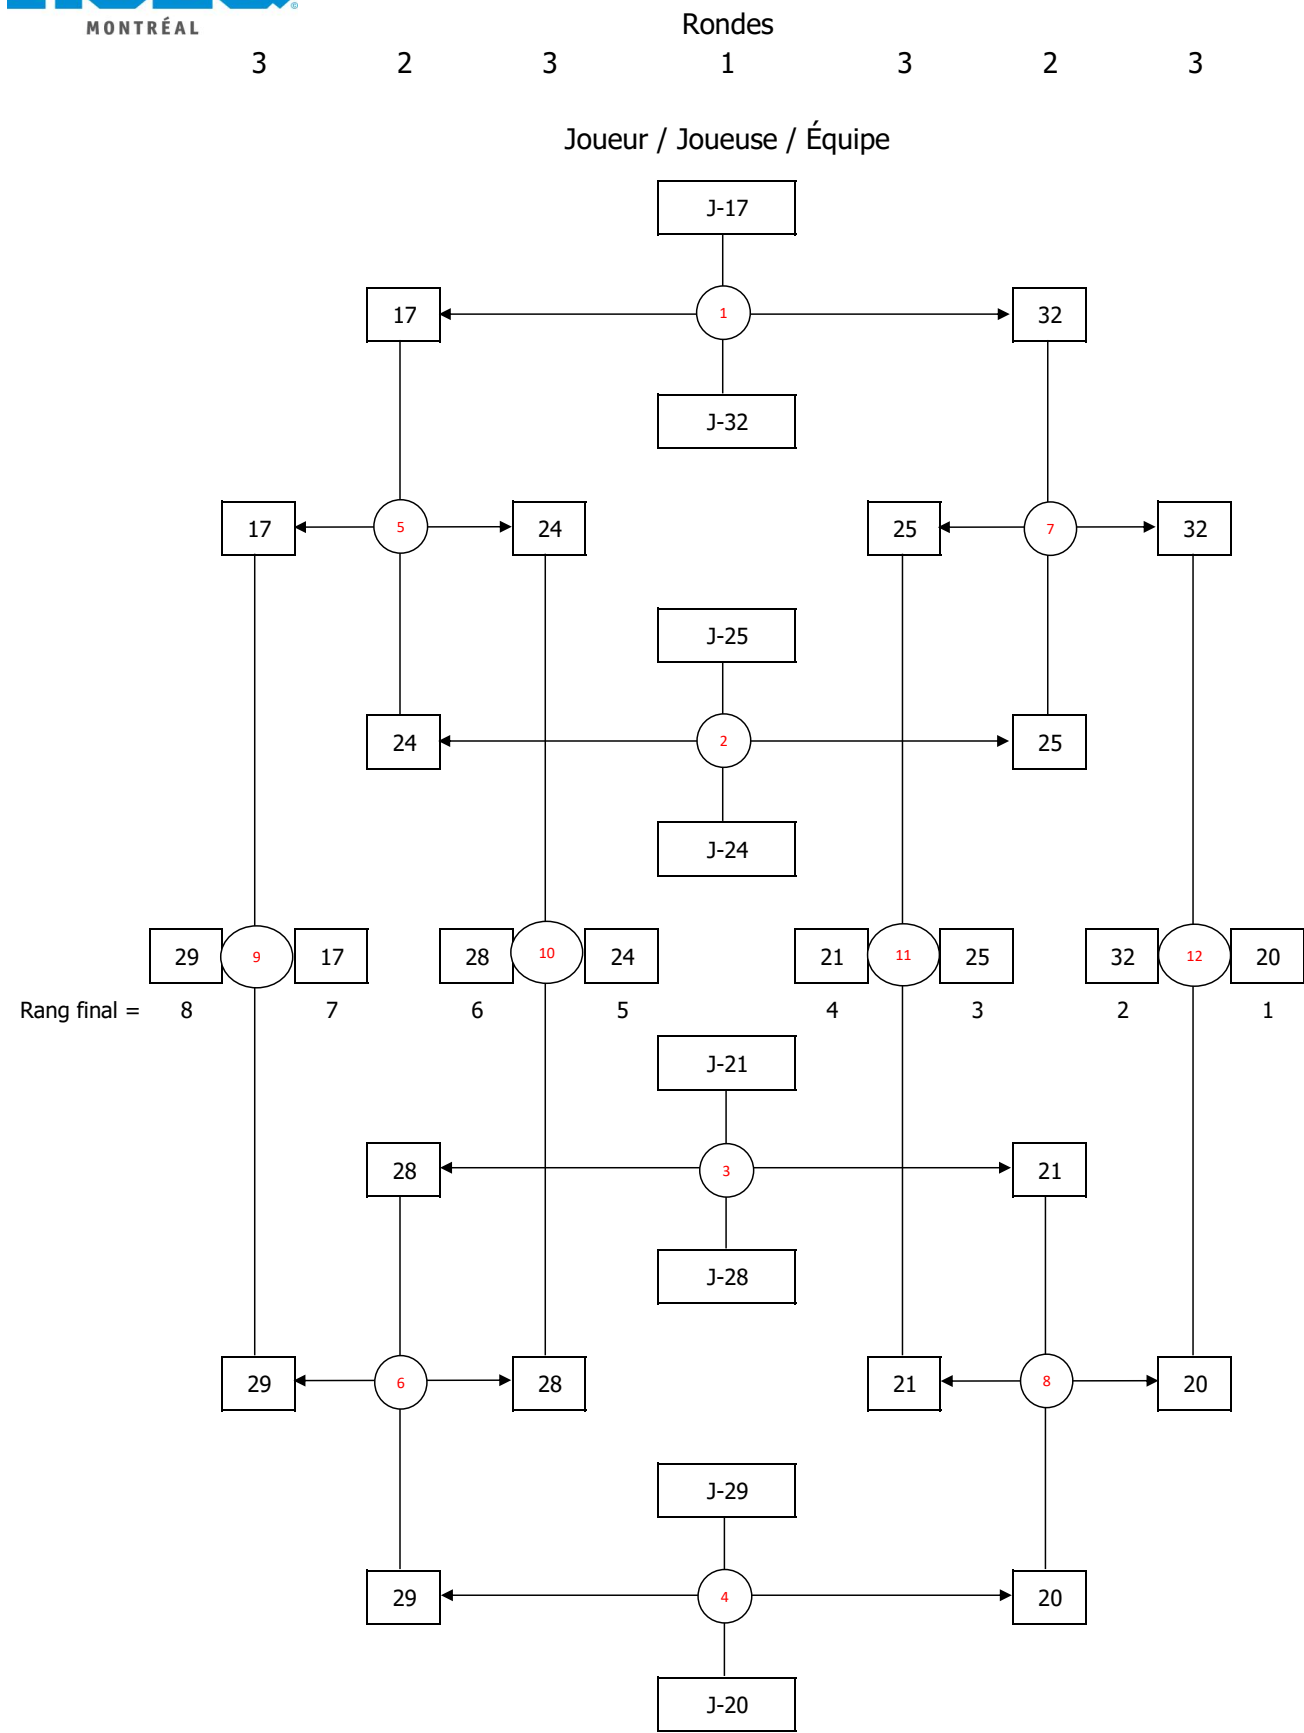 MONTRÉAL
Rondes
3 2 3 1 3 2 3
Joueur / Joueuse / Équipe
J-17
17 1 32
J-32
17 5 24 25 7 32
J-25
24 2 25
J-24
29 9 17 28 10 24 21 11 25 32 12 20
Rang final = 8 7 6 5 4 3 2 1
J-21
28 3 21
J-28
29 6 28 21 8 20
J-29
29 4 20
J-20